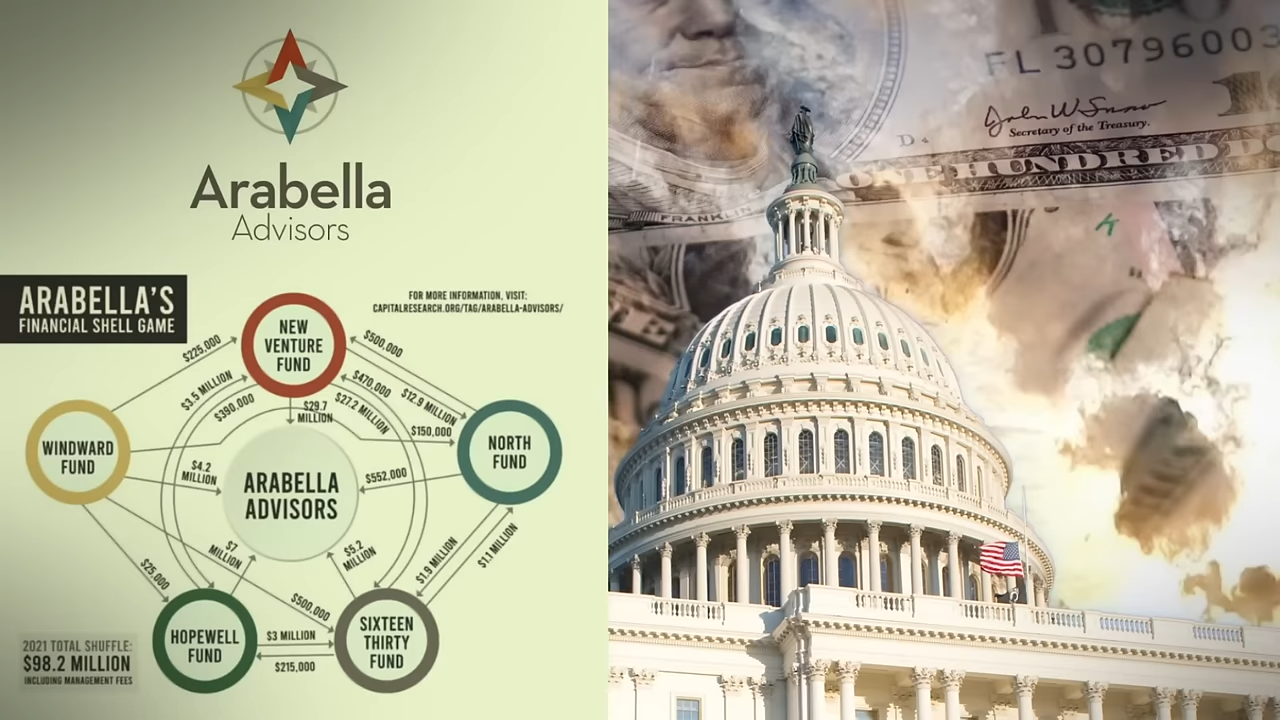 Arabella
Advisors
ARABELLA'S
FINANCIAL SHELL GAME
FOR MORE INFORMATION, VISIT:
CAPITALRESEARCH.ORG/TAG/ARABELLA-ADVISORS/
NEW
VENTURE
FUND
$225,000
$500,000
$3.5 MILLION
$390,000
$29.7
MILLION
$470,000
$27.2 MILLION
$12.9 MILLION
$150,000
WINDWARD
FUND
NORTH
FUND
$4.2
MILLION
ARABELLA
ADVISORS
$552,000
$25,000
$7
MILLION
$5.2
MILLION
$1.9 MILLION
$1.1 MILLION
$500,000
HOPEWELL
FUND
$3 MILLION
$215,000
SIXTEEN
THIRTY
FUND
2021 TOTAL SHUFFLE:
$98.2 MILLION
INCLUDING MANAGEMENT FEES
FL 30796003
John W Snow
Secretary of the Treasury.
D
ONE HUNDRED DO
FRANKLIN
K